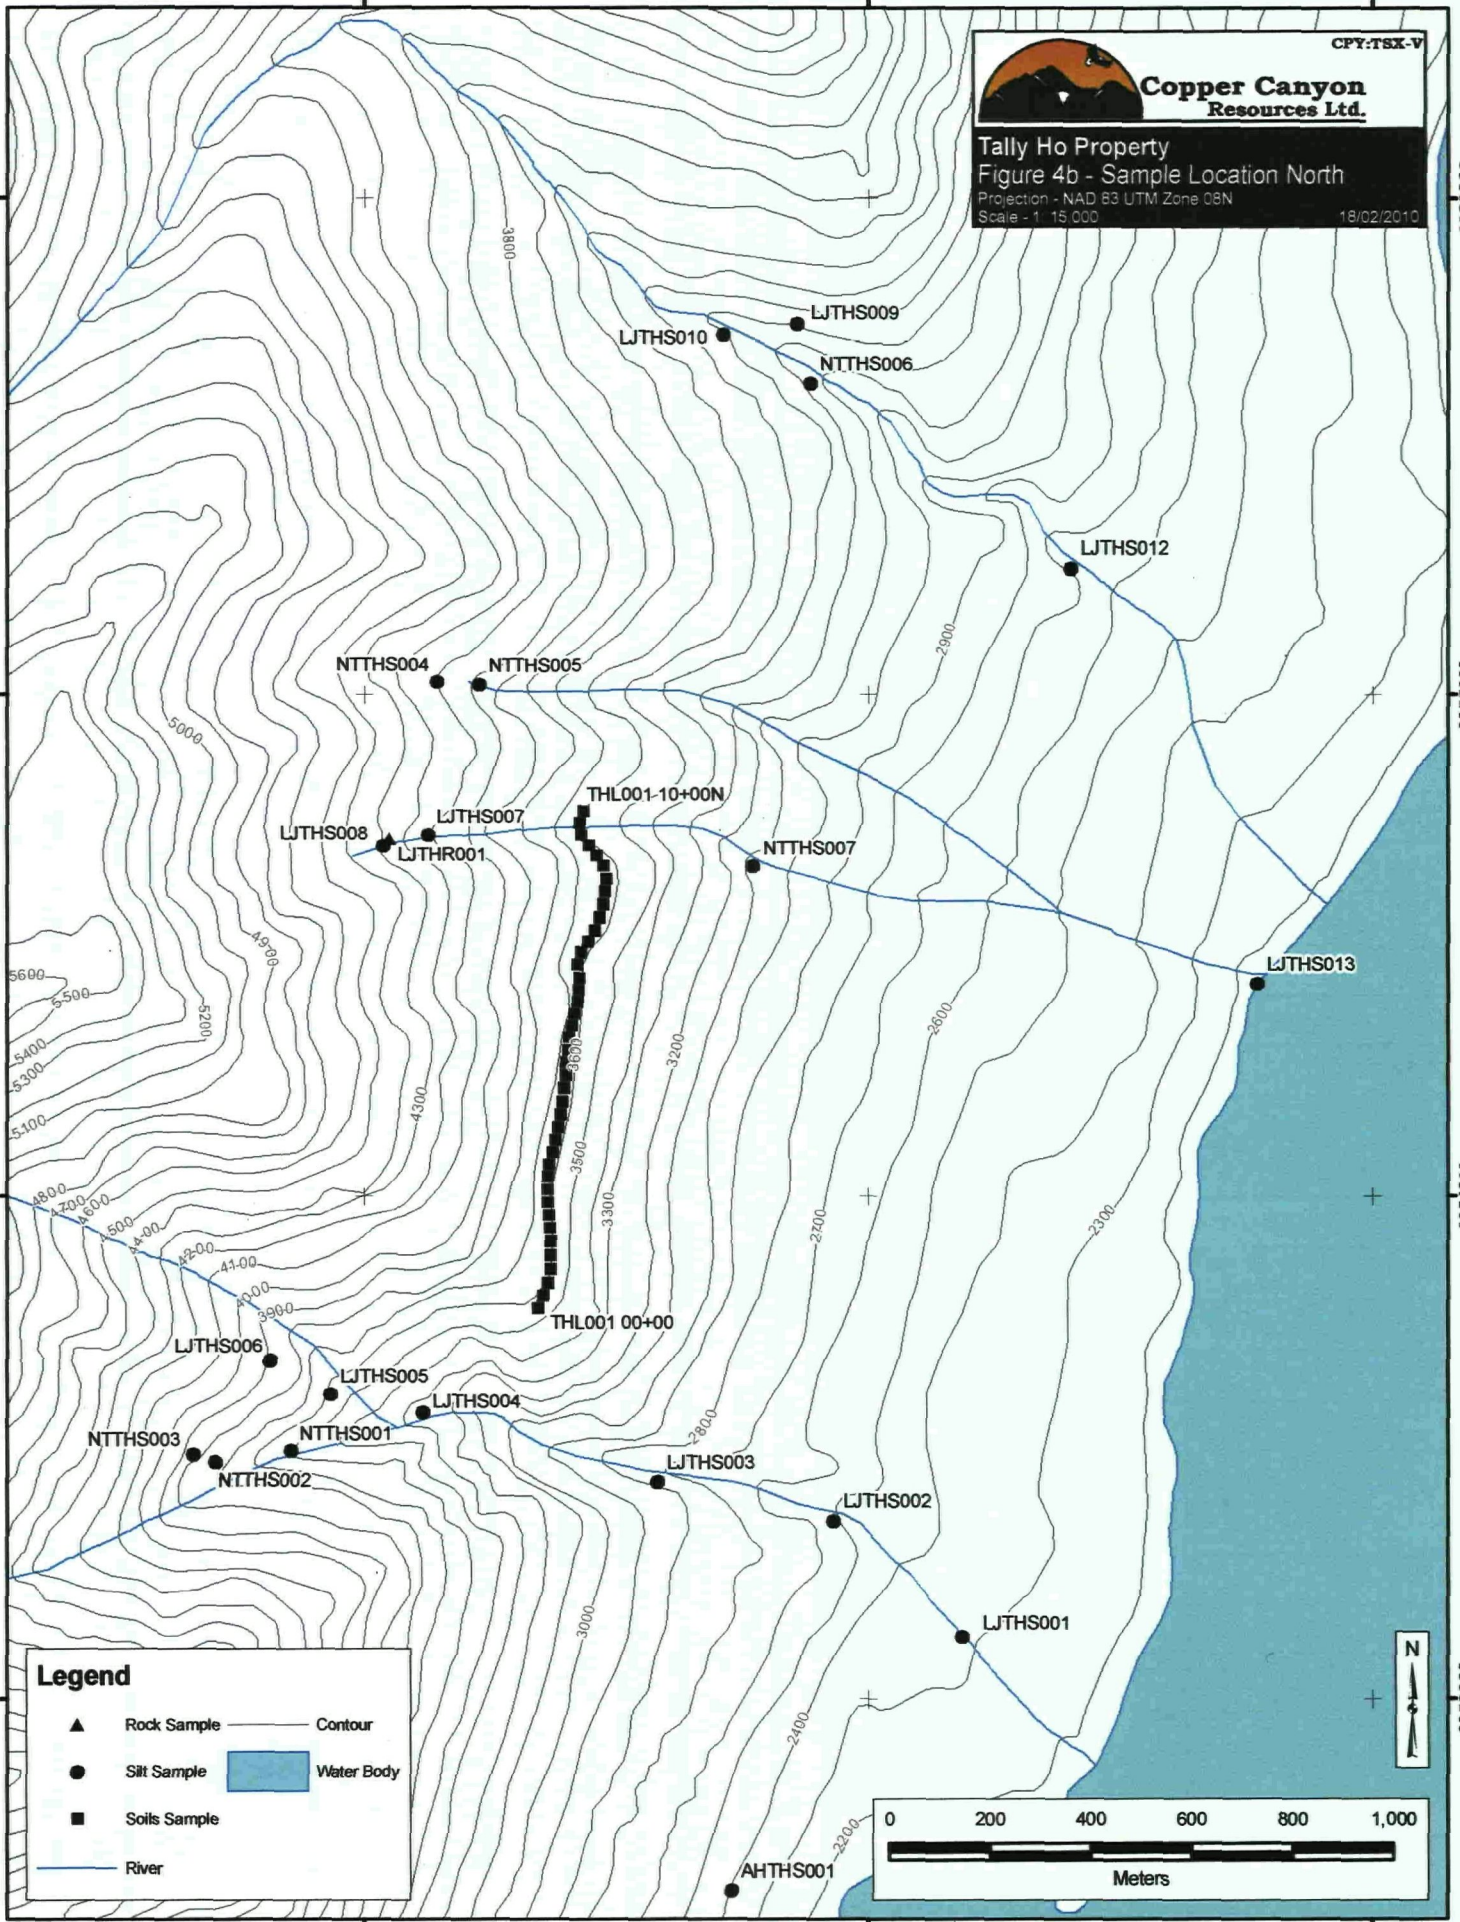 CPY:TSX-V
Copper Canyon
Resources Ltd.
Tally Ho Property
Figure 4b - Sample Location North
Projection - NAD 83 UTM Zone 08N
Scale - 1:15,000
18/02/2010
3800
LJTHS009
LJTHS010
NTTHS006
LJTHS012
2900
NTTHS004
NTTHS005
5000
THL001-10+00N
LJTHS007
LJTHS008
LJTHR001
NTTHS007
4900
5600
5500
LJTHS013
5200
2600
5400
3600
3200
5300
4300
5100
3500
4800
4700
4600
3300
2700
2300
4500
4400
4200
4100
4000
3900
THL001 00+00
LJTHS006
LJTHS005
LJTHS004
2800
NTTHS003
NTTHS001
LJTHS003
NTTHS002
LJTHS002
3000
LJTHS001
2400
2200
AHTHS001
N
Legend
Rock Sample
Contour
Silt Sample
Water Body
Soils Sample
River
0 200 400 600 800 1,000
Meters